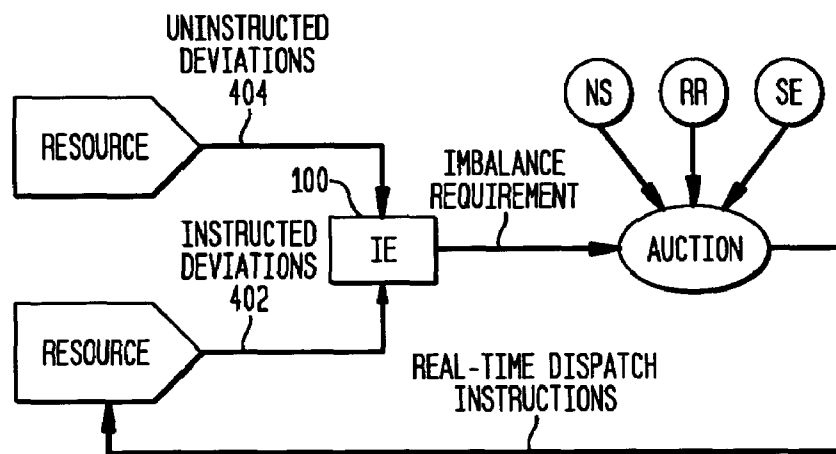 UNINSTRUCTED
DEVIATIONS
404
RESOURCE
NS
RR
SE
100
IE
IMBALANCE
REQUIREMENT
AUCTION
INSTRUCTED
DEVIATIONS
402
RESOURCE
REAL-TIME DISPATCH
INSTRUCTIONS